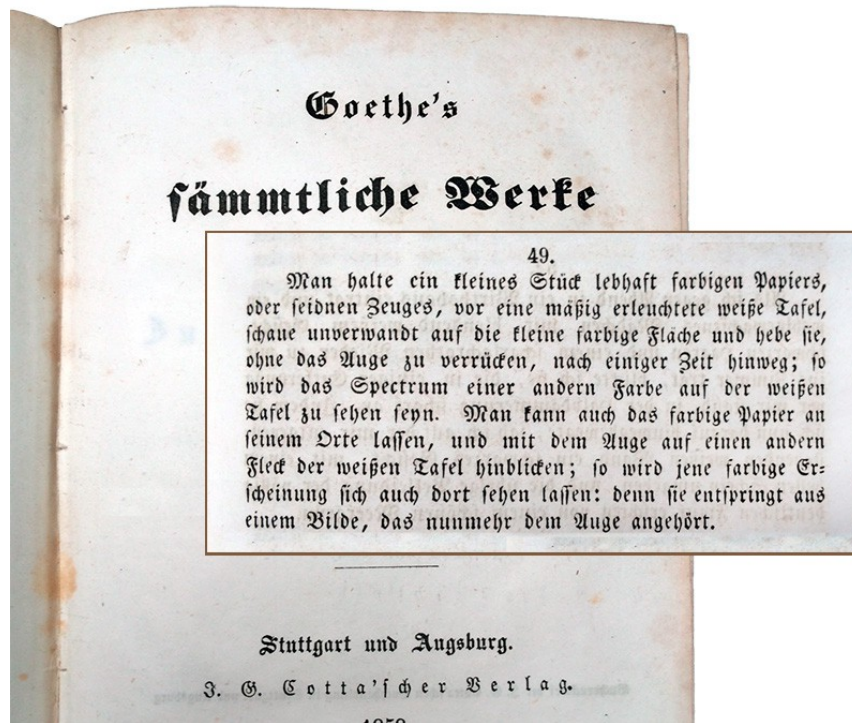 Goethe's
sämmtliche Werke
49.
Man halte ein kleines Stück lebhaft farbigen Papiers,
oder seidnen Zeuges, vor eine mäßig erleuchtete weiße Tafel,
schaue unverwandt auf die kleine farbige Fläche und hebe sie,
ohne das Auge zu verrücken, nach einiger Zeit hinweg; so
wird das Spectrum einer andern Farbe auf der weißen
Tafel zu sehen seyn. Man kann auch das farbige Papier an
seinem Orte lassen, und mit dem Auge auf einen andern
Fleck der weißen Tafel hinblicken; so wird jene farbige Er-
scheinung sich auch dort sehen lassen: denn sie entspringt aus
einem Bilde, das nunmehr dem Auge angehört.
Stuttgart und Augsburg.
J. G. Cotta'scher Verlag.